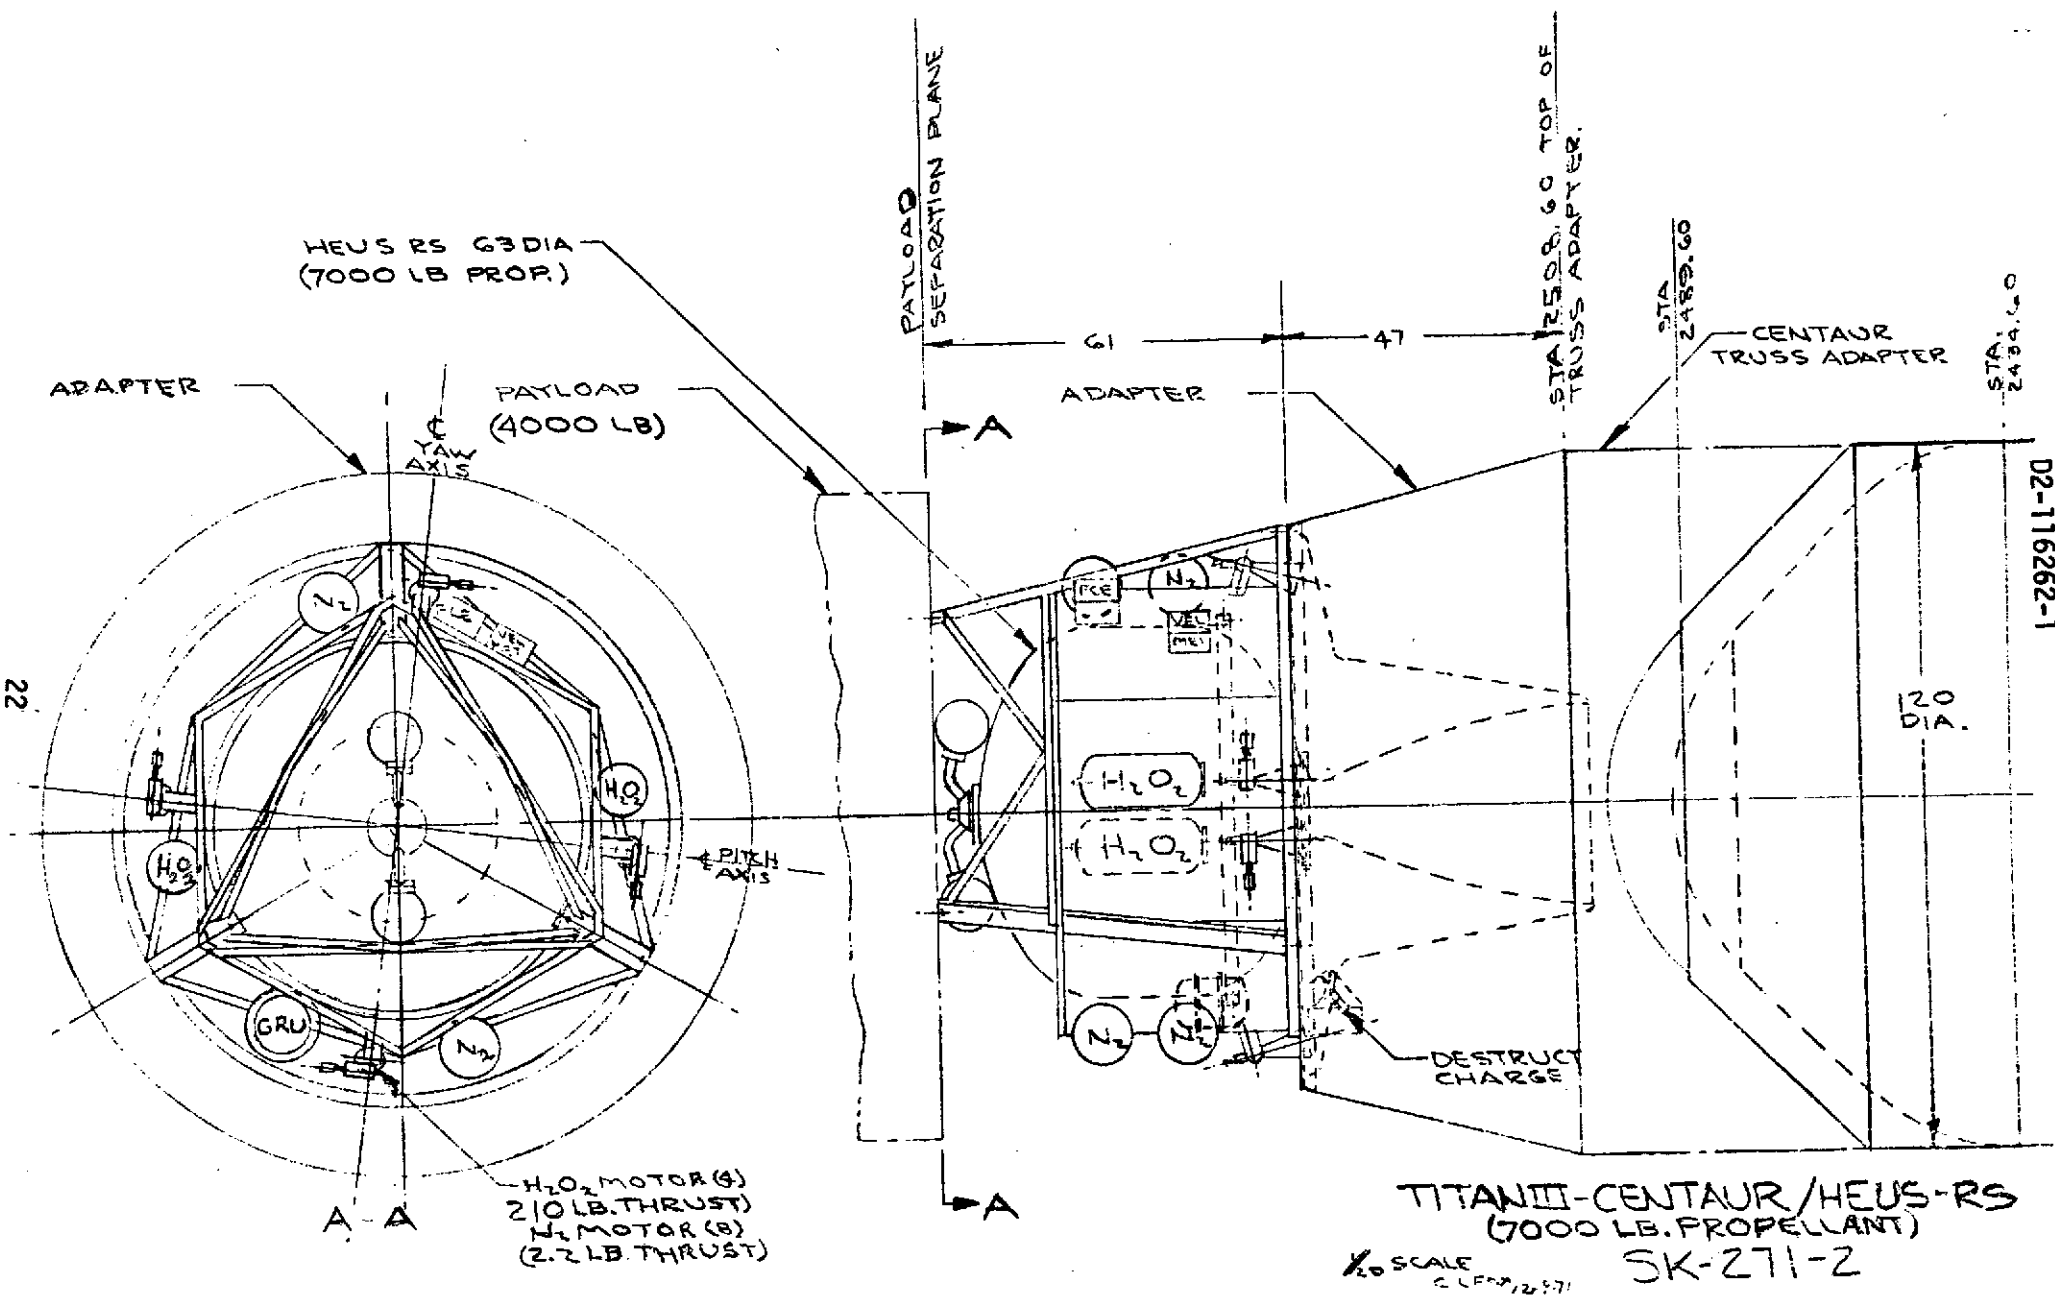 PAYLOAD
SEPARATION PLANE
STA 2508.60 TOP OF
TRUSS ADAPTER.
STA
2489.60
STA.
2434.60
HEUS RS 63 DIA
(7000 LB PROP.)
61
47
CENTAUR
TRUSS ADAPTER
ADAPTER
PAYLOAD
(4000 LB)
ADAPTER
A
℄
YAW
AXIS
D2-116262-1
N2
FCE
N2
VEL
VEL
MEI
120
DIA.
H2O2
H2O2
H2O2
H2O2
℄ PITCH
AXIS
22
GRU
N2
N2
N2
DESTRUCT
CHARGE
H2O2 MOTOR (4)
210 LB. THRUST)
N2 MOTOR (8)
(2.2 LB. THRUST)
A-A
A
TITAN III-CENTAUR/HEUS-RS
(7000 LB. PROPELLANT)
SK-271-2
1/20 SCALE